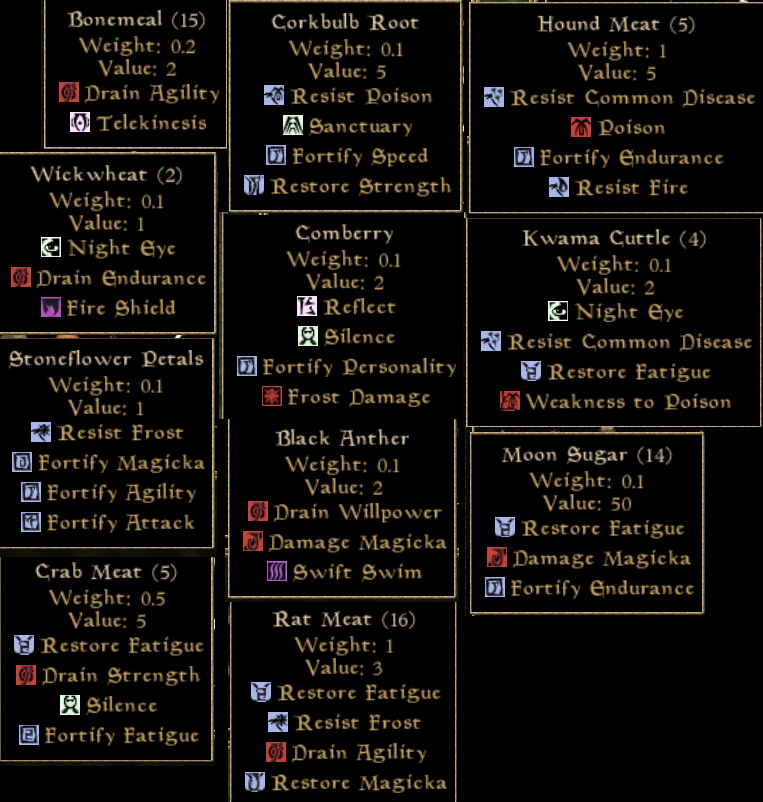 Bonemeal (15)
Weight: 0.2
Value: 2
Drain Agility
Telekinesis
Wickwheat (2)
Weight: 0.1
Value: 1
Night Eye
Drain Endurance
Fire Shield
Stoneflower Petals
Weight: 0.1
Value: 1
Resist Frost
Fortify Magicka
Fortify Agility
Fortify Attack
Crab Meat (5)
Weight: 0.5
Value: 5
Restore Fatigue
Drain Strength
Silence
Fortify Fatigue
Corkbulb Root
Weight: 0.1
Value: 5
Resist Poison
Sanctuary
Fortify Speed
Restore Strength
Comberry
Weight: 0.1
Value: 2
Reflect
Silence
Fortify Personality
Frost Damage
Black Anther
Weight: 0.1
Value: 2
Drain Willpower
Damage Magicka
Swift Swim
Rat Meat (16)
Weight: 1
Value: 3
Restore Fatigue
Resist Frost
Drain Agility
Restore Magicka
Hound Meat (5)
Weight: 1
Value: 5
Resist Common Disease
Poison
Fortify Endurance
Resist Fire
Kwama Cuttle (4)
Weight: 0.1
Value: 2
Night Eye
Resist Common Disease
Restore Fatigue
Weakness to Poison
Moon Sugar (14)
Weight: 0.1
Value: 50
Restore Fatigue
Damage Magicka
Fortify Endurance